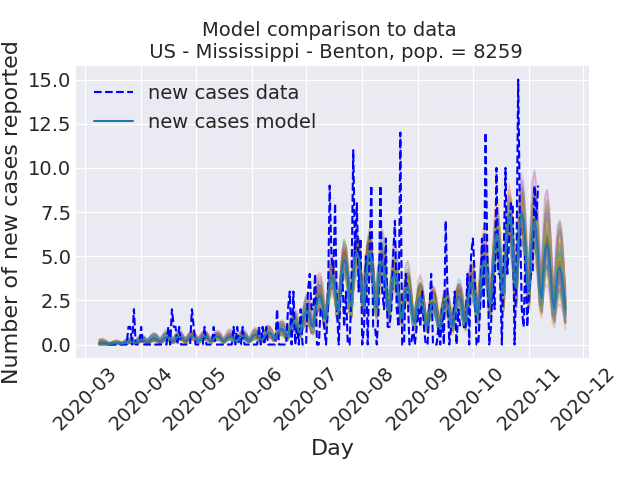 Model comparison to data
US - Mississippi - Benton, pop. = 8259
Number of new cases reported
15.0
12.5
10.0
7.5
5.0
2.5
0.0
new cases data
new cases model
2020-03
2020-04
2020-05
2020-06
2020-07
2020-08
2020-09
2020-10
2020-11
2020-12
Day